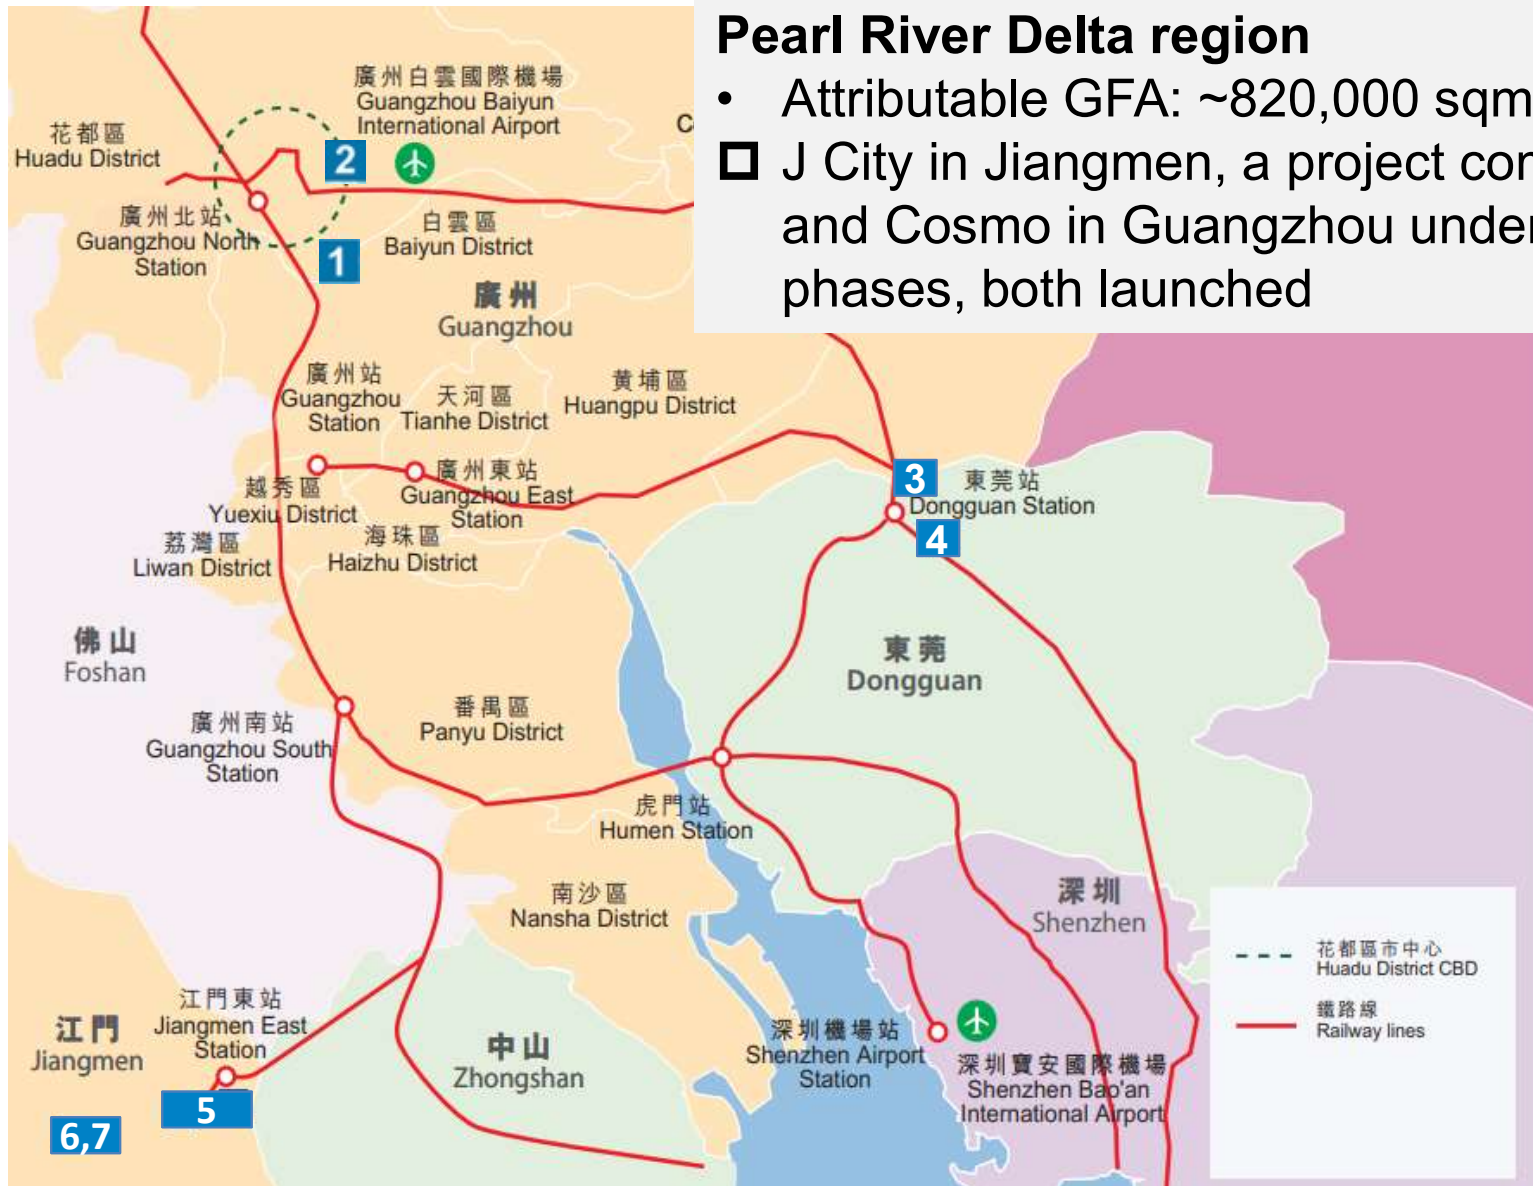 Pearl River Delta region
• Attributable GFA: ~820,000 sqm
J City in Jiangmen, a project
and Cosmo in Guangzhou
phases, both launched
廣州白雲國際機場
Guangzhou Baiyun
International Airport
花都區
Huadu District
2
廣州北站
Guangzhou North
Station
白雲區
Baiyun District
1
廣州
Guangzhou
廣州站
Guangzhou
Station
天河區
Tianhe District
黄埔區
Huangpu District
越秀區
Yuexiu District
廣州東站
Guangzhou East
Station
3
東莞站
Dongguan Station
4
荔灣區
Liwan District
海珠區
Haizhu District
佛山
Foshan
東莞
Dongguan
廣州南站
Guangzhou South
Station
番禺區
Panyu District
虎門站
Humen Station
南沙區
Nansha District
深圳
Shenzhen
花都區市中心
Huadu District CBD
鐵路線
Railway lines
江門
Jiangmen
江門東站
Jiangmen East
Station
中山
Zhongshan
深圳機場站
Shenzhen Airport
Station
深圳寶安國際機場
Shenzhen Bao'an
International Airport
5
6,7